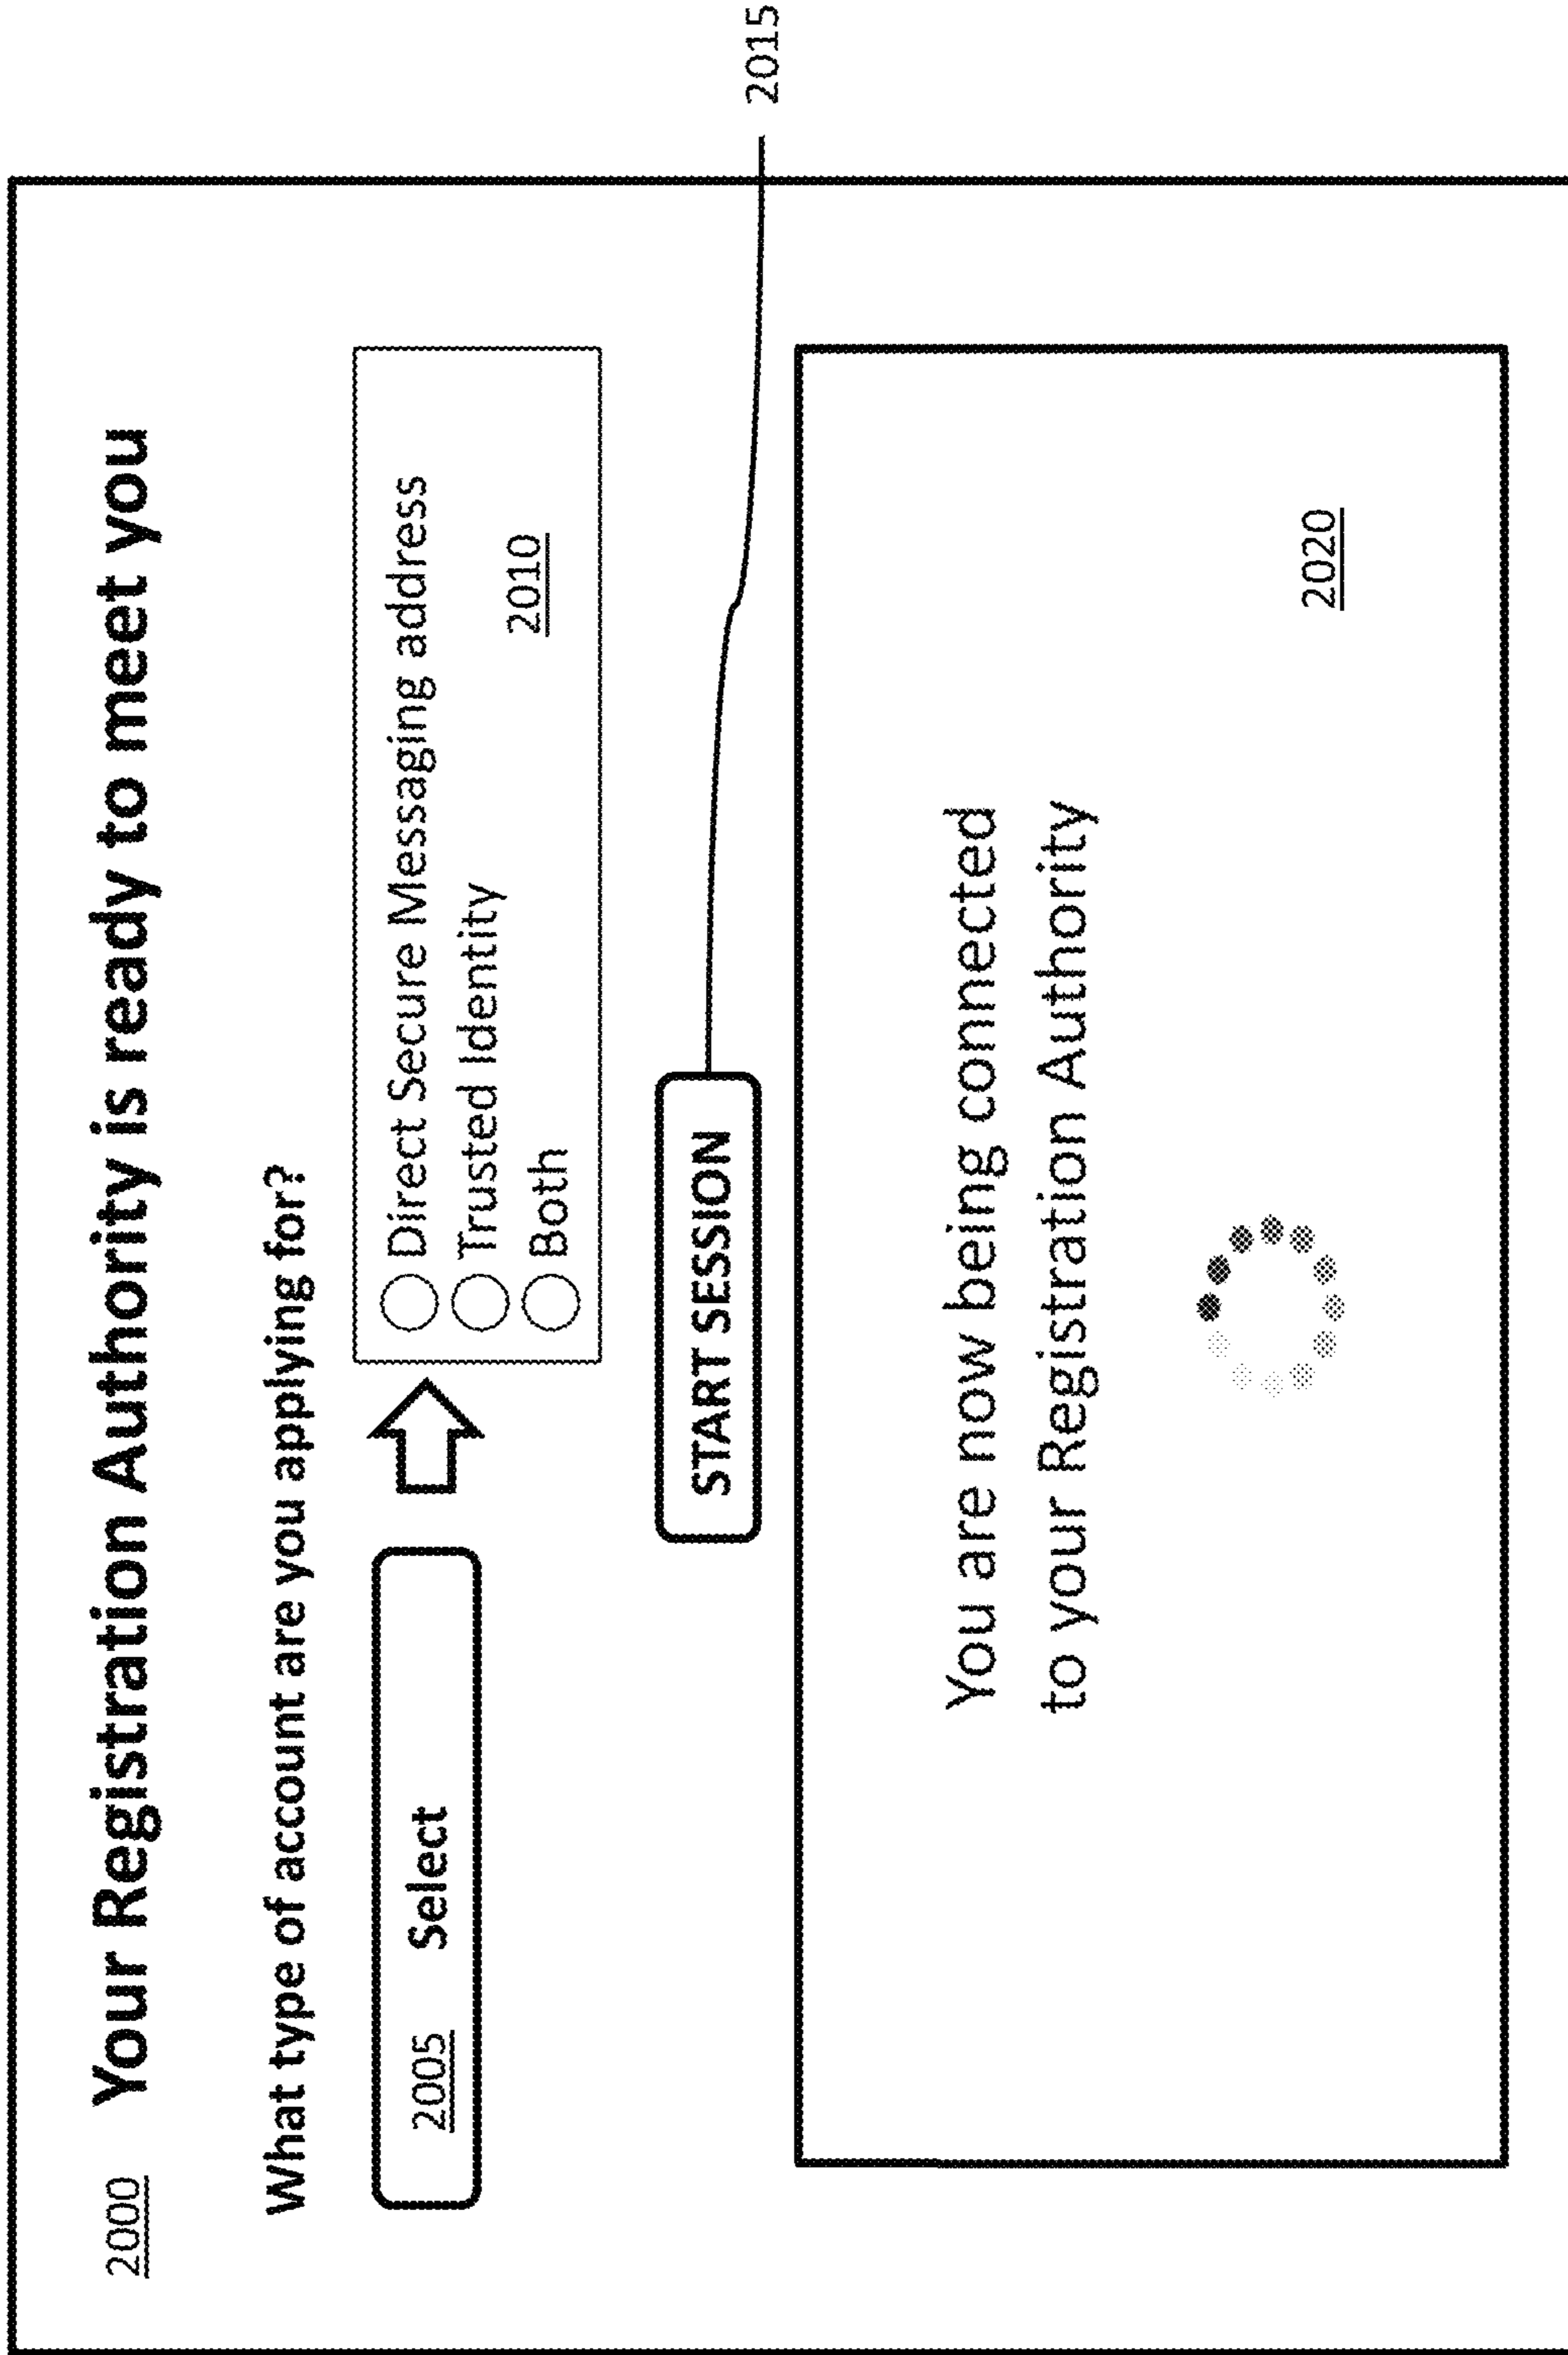 2000 Your Registration Authority is ready to meet you
What type of account are you applying for?
2005 Select
Direct Secure Messaging address
Trusted Identity
Both
2010
START SESSION
2015
You are now being connected
to your Registration Authority
2020